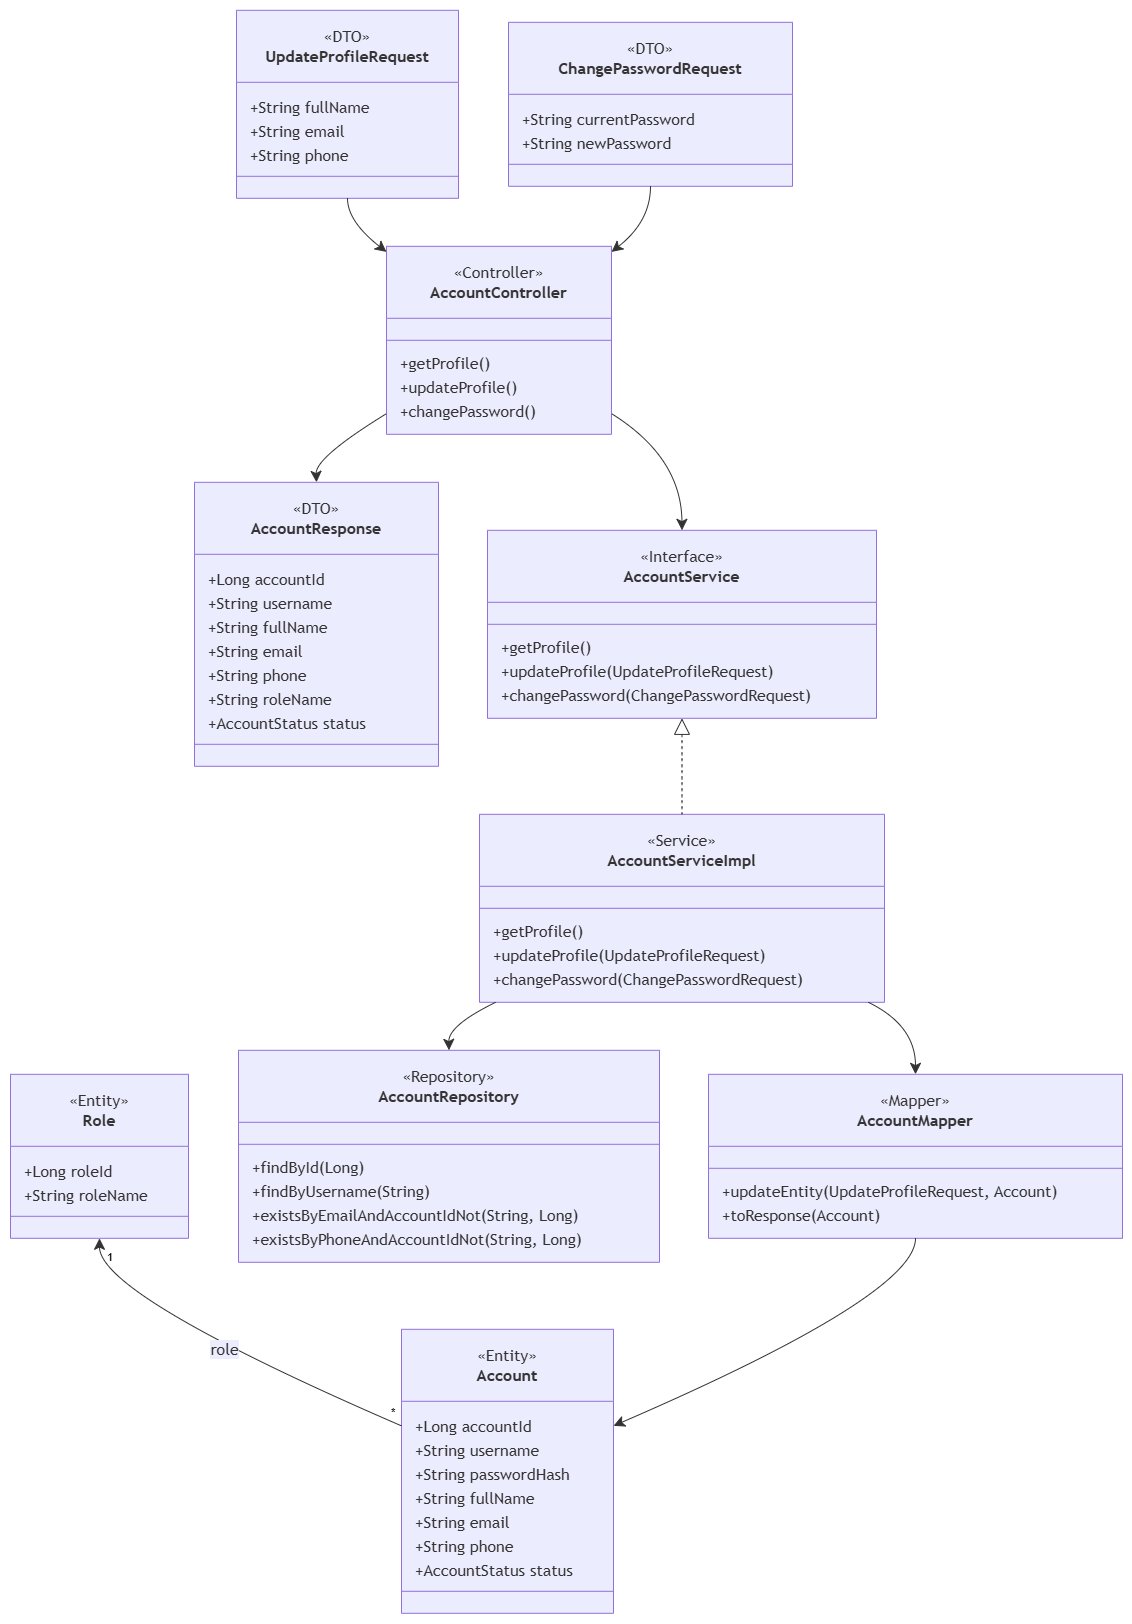 «DTO»
UpdateProfileRequest
+String fullName
+String email
+String phone
«DTO»
ChangePasswordRequest
+String currentPassword
+String newPassword
«Controller»
AccountController
+getProfile()
+updateProfile()
+changePassword()
«DTO»
AccountResponse
+Long accountId
+String username
+String fullName
+String email
+String phone
+String roleName
+AccountStatus status
«Interface»
AccountService
+getProfile()
+updateProfile(UpdateProfileRequest)
+changePassword(ChangePasswordRequest)
«Service»
AccountServiceImpl
+getProfile()
+updateProfile(UpdateProfileRequest)
+changePassword(ChangePasswordRequest)
«Entity»
Role
+Long roleId
+String roleName
«Repository»
AccountRepository
+findById(Long)
+findByUsername(String)
+existsByEmailAndAccountIdNot(String, Long)
+existsByPhoneAndAccountIdNot(String, Long)
«Mapper»
AccountMapper
+updateEntity(UpdateProfileRequest, Account)
+toResponse(Account)
1
role
*
«Entity»
Account
+Long accountId
+String username
+String passwordHash
+String fullName
+String email
+String phone
+AccountStatus status